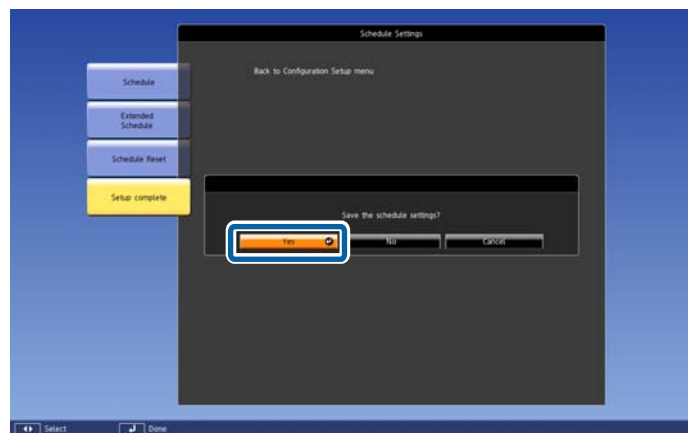 Schedule Settings
Back to Configuration Setup menu
Schedule
Extended
Schedule
Schedule Reset
Setup complete
Save the schedule settings?
Yes
No
Cancel
Select
Done